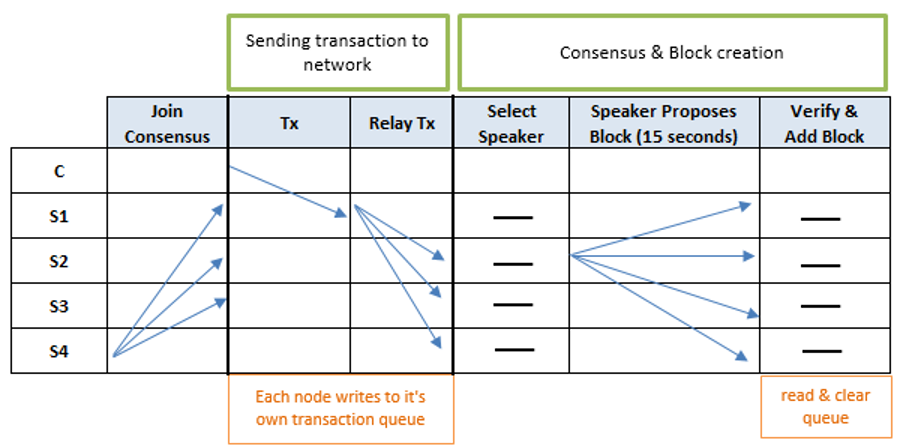 Sending transaction to
network
Consensus & Block creation
Join
Consensus
Tx
Relay Tx
Select
Speaker
Speaker Proposes
Block (15 seconds)
Verify &
Add Block
C
S1
S2
S3
S4
Each node writes to it's
own transaction queue
read & clear
queue